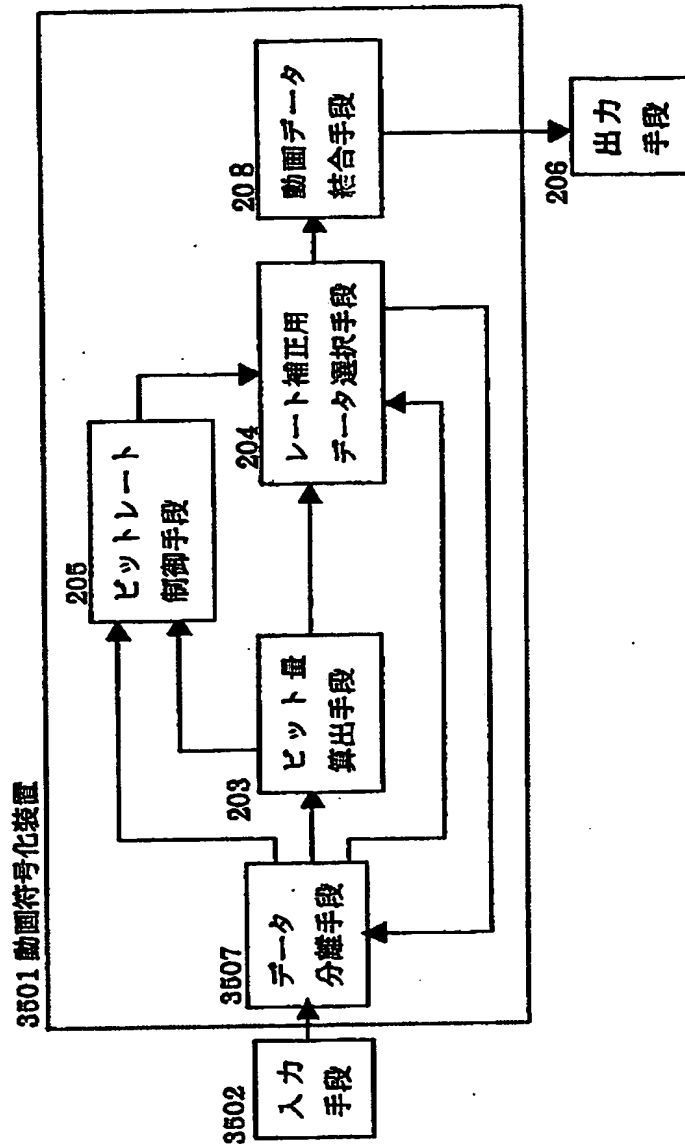 3501 動画符号化装置
3502
入力
手段
3507
データ
分離手段
203
ビット量
算出手段
205
ビットレート
制御手段
204
レート補正用
データ選択手段
208
動画データ
結合手段
206
出力
手段